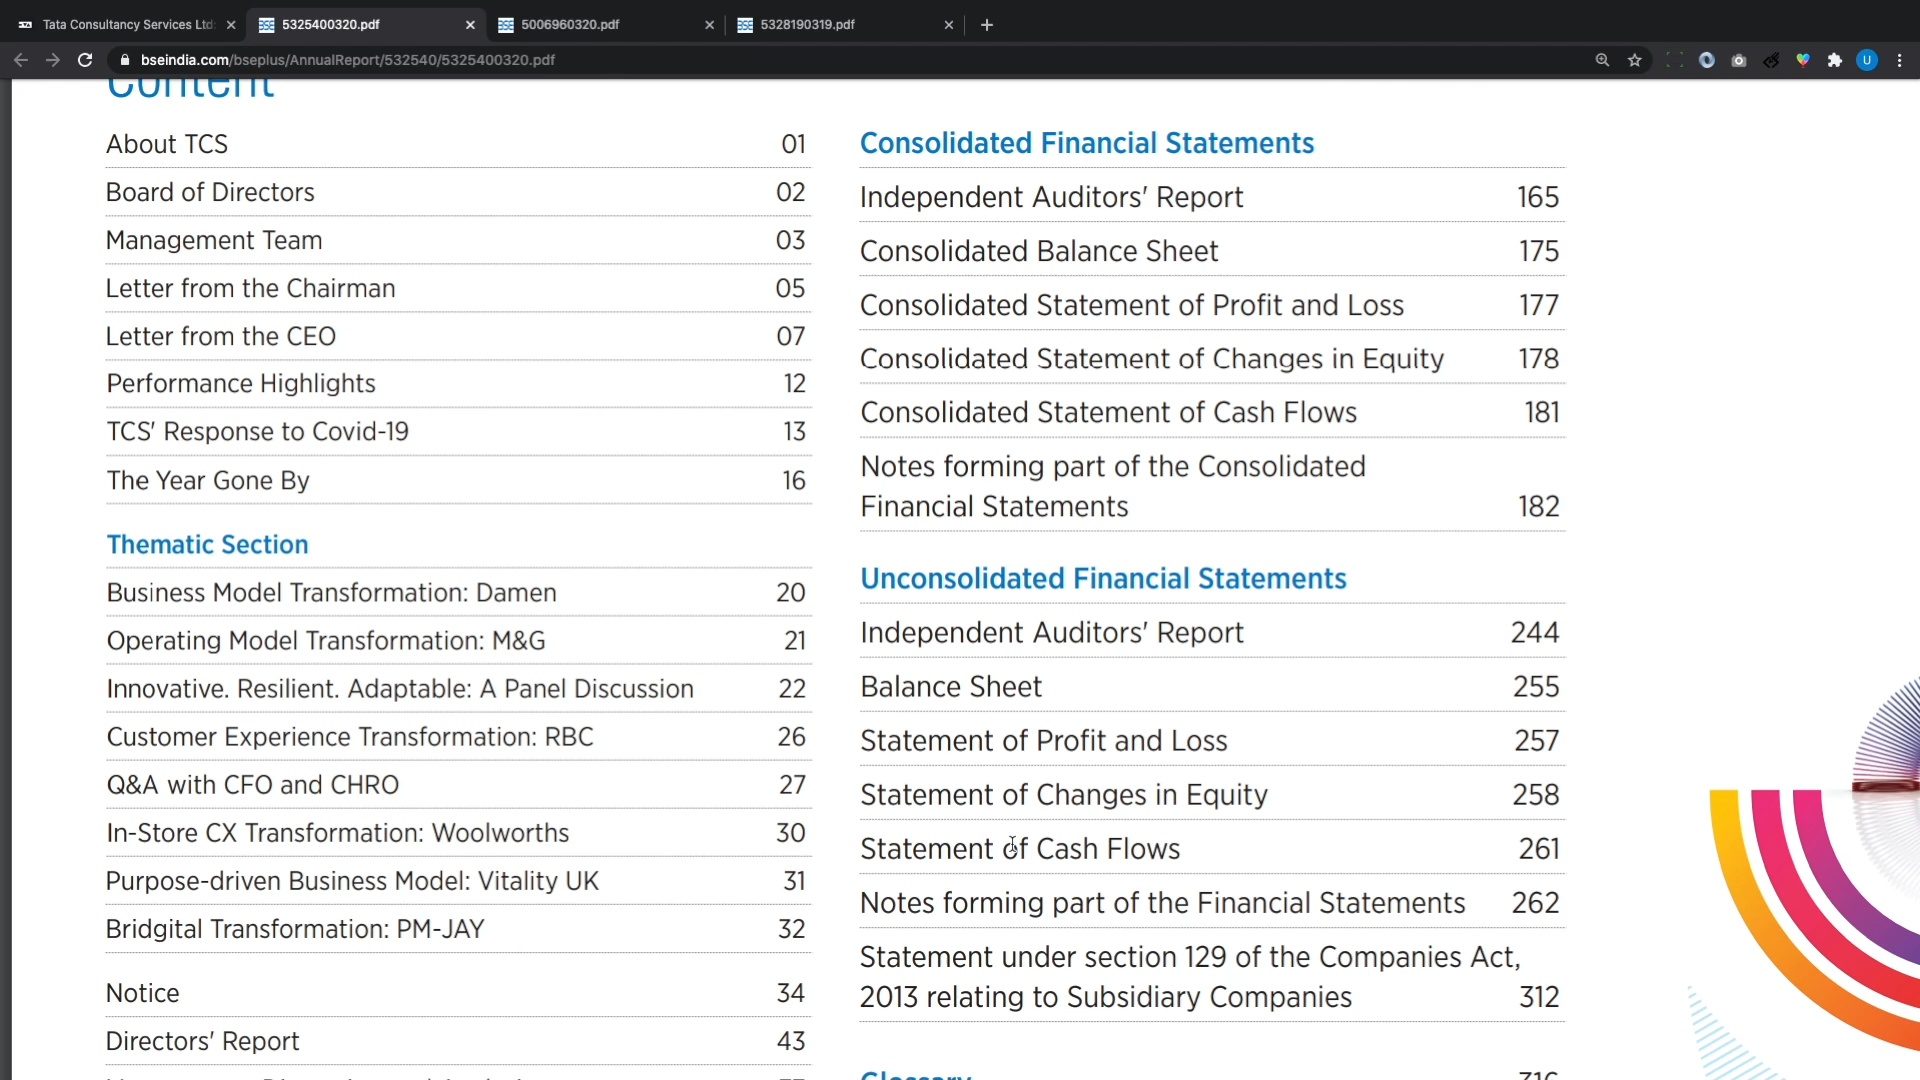 Tata Consultancy Services Ltd
5325400320.pdf
5006960320.pdf
5328190319.pdf
bseindia.com/bseplus/AnnualReport/532540/5325400320.pdf
U
Content
About TCS 01
Board of Directors 02
Management Team 03
Letter from the Chairman 05
Letter from the CEO 07
Performance Highlights 12
TCS' Response to Covid-19 13
The Year Gone By 16
Thematic Section
Business Model Transformation: Damen 20
Operating Model Transformation: M&G 21
Innovative. Resilient. Adaptable: A Panel Discussion 22
Customer Experience Transformation: RBC 26
Q&A with CFO and CHRO 27
In-Store CX Transformation: Woolworths 30
Purpose-driven Business Model: Vitality UK 31
Bridgital Transformation: PM-JAY 32
Notice 34
Directors' Report 43
Consolidated Financial Statements
Independent Auditors' Report 165
Consolidated Balance Sheet 175
Consolidated Statement of Profit and Loss 177
Consolidated Statement of Changes in Equity 178
Consolidated Statement of Cash Flows 181
Notes forming part of the Consolidated
Financial Statements 182
Unconsolidated Financial Statements
Independent Auditors' Report 244
Balance Sheet 255
Statement of Profit and Loss 257
Statement of Changes in Equity 258
Statement of Cash Flows 261
Notes forming part of the Financial Statements 262
Statement under section 129 of the Companies Act,
2013 relating to Subsidiary Companies 312
Glossary 316